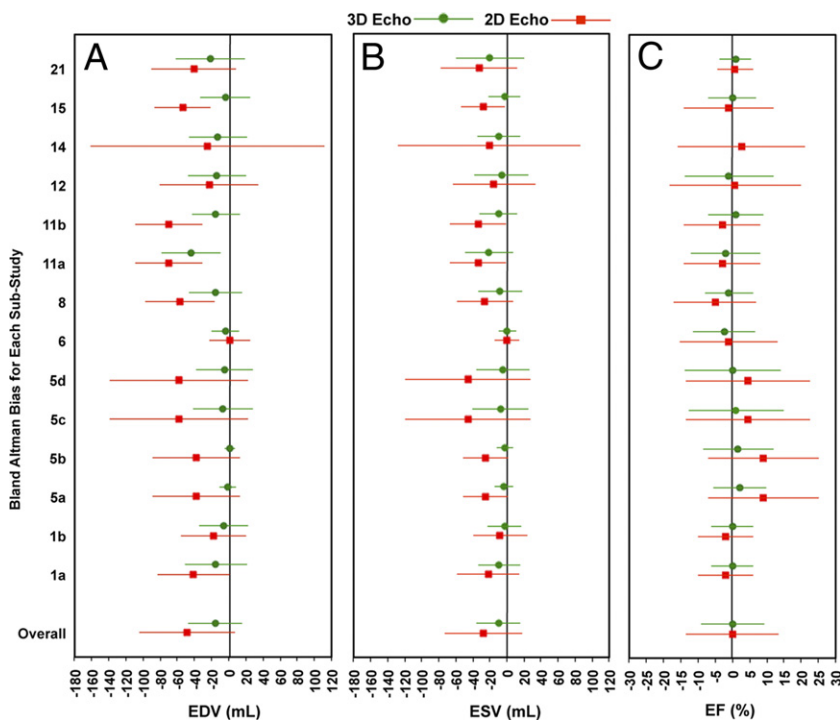 3D Echo 2D Echo
A B C
Bland Altman Bias for Each Sub-Study
21
15
14
12
11b
11a
8
6
5d
5c
5b
5a
1b
1a
Overall
-180 -160 -140 -120 -100 -80 -60 -40 -20 0 20 40 60 80 100 120
-180 -160 -140 -120 -100 -80 -60 -40 -20 0 20 40 60 80 100 120
-30 -25 -20 -15 -10 -5 0 5 10 15 20 25 30
EDV (mL) ESV (mL) EF (%)